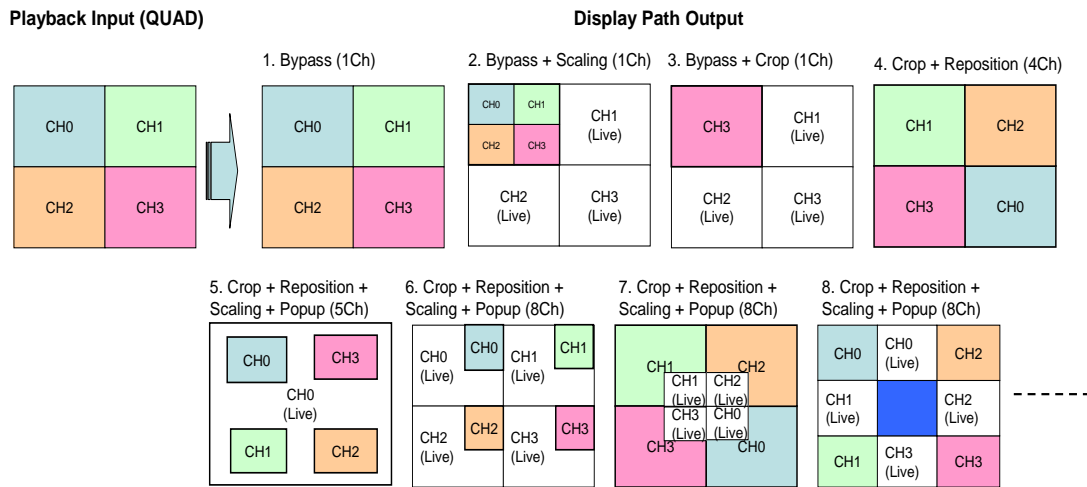 Playback Input (QUAD)
Display Path Output
1. Bypass (1Ch)
2. Bypass + Scaling (1Ch)
3. Bypass + Crop (1Ch)
4. Crop + Reposition (4Ch)
CH0
CH1
CH2
CH3
CH0
CH1
CH2
CH3
CH0
CH1
CH2
CH3
CH1
(Live)
CH2
(Live)
CH3
(Live)
CH3
CH1
(Live)
CH2
(Live)
CH3
(Live)
CH1
CH2
CH3
CH0
5. Crop + Reposition +
Scaling + Popup (5Ch)
6. Crop + Reposition +
Scaling + Popup (8Ch)
7. Crop + Reposition +
Scaling + Popup (8Ch)
8. Crop + Reposition +
Scaling + Popup (8Ch)
CH0
CH3
CH0
(Live)
CH1
CH2
CH0
(Live)
CH0
CH1
(Live)
CH1
CH2
(Live)
CH2
CH3
(Live)
CH3
CH1
CH2
CH1
(Live)
CH2
(Live)
CH3
(Live)
CH0
(Live)
CH3
CH0
CH0
CH0
(Live)
CH2
CH1
(Live)
CH2
(Live)
CH1
CH3
(Live)
CH3